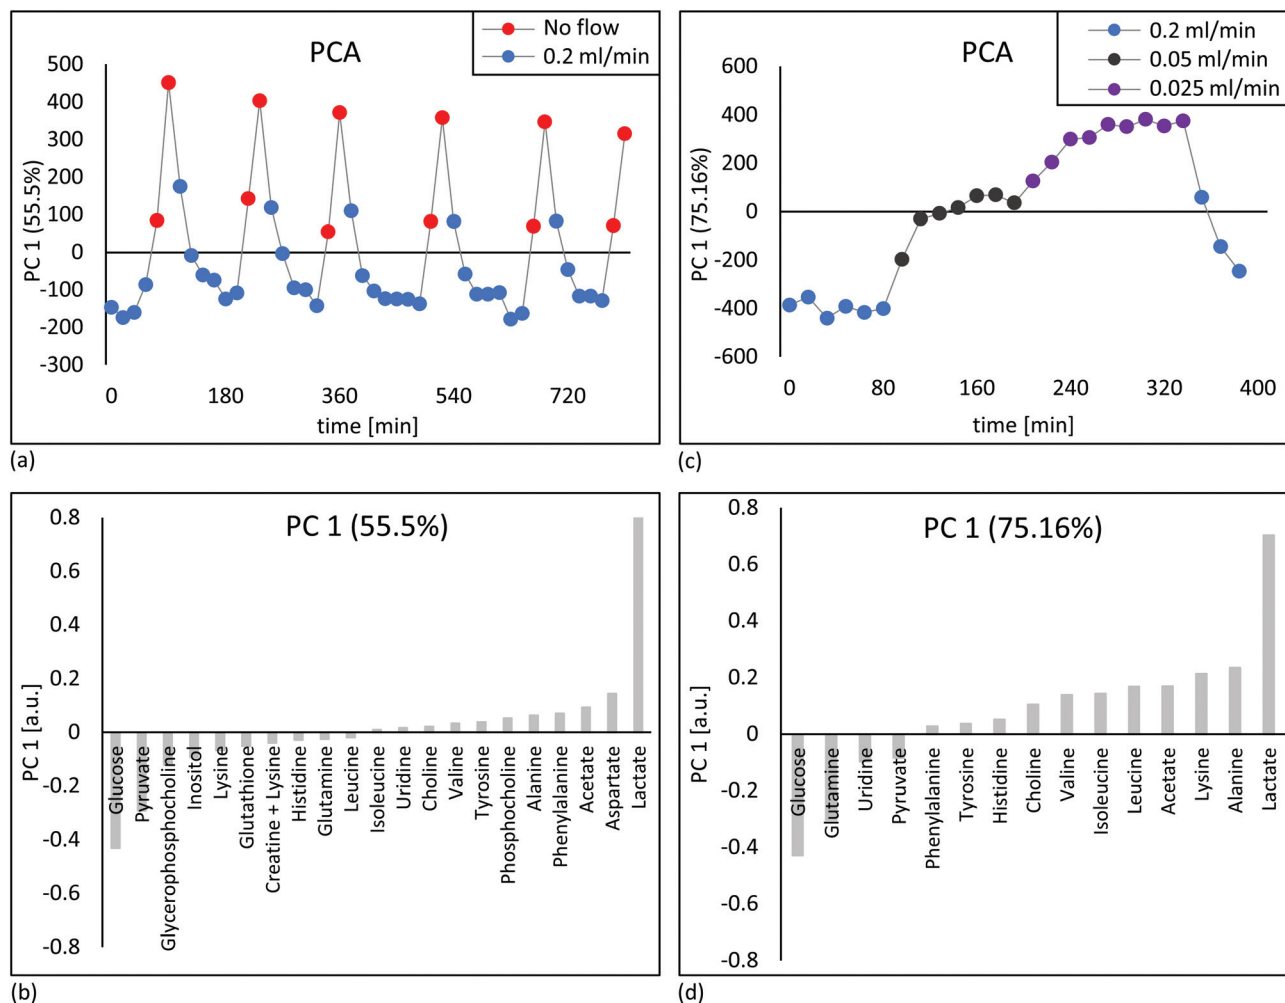 No flow
0.2 ml/min
PCA
500
400
300
200
100
0
-100
-200
-300
PC 1 (55.5%)
0 180 360 540 720
time [min]
(a)
0.2 ml/min
0.05 ml/min
0.025 ml/min
PCA
600
400
200
0
-200
-400
-600
PC 1 (75.16%)
0 80 160 240 320 400
time [min]
(c)
PC 1 (55.5%)
0.8
0.6
0.4
0.2
0
-0.2
-0.4
-0.6
-0.8
PC 1 [a.u.]
Glucose
Pyruvate
Glycerophosphocholine
Inositol
Lysine
Glutathione
Creatine + Lysine
Histidine
Glutamine
Leucine
Isoleucine
Uridine
Choline
Valine
Tyrosine
Phosphocholine
Alanine
Phenylalanine
Acetate
Aspartate
Lactate
(b)
PC 1 (75.16%)
0.8
0.6
0.4
0.2
0
-0.2
-0.4
-0.6
-0.8
PC 1 [a.u.]
Glucose
Glutamine
Uridine
Pyruvate
Phenylalanine
Tyrosine
Histidine
Choline
Valine
Isoleucine
Leucine
Acetate
Lysine
Alanine
Lactate
(d)